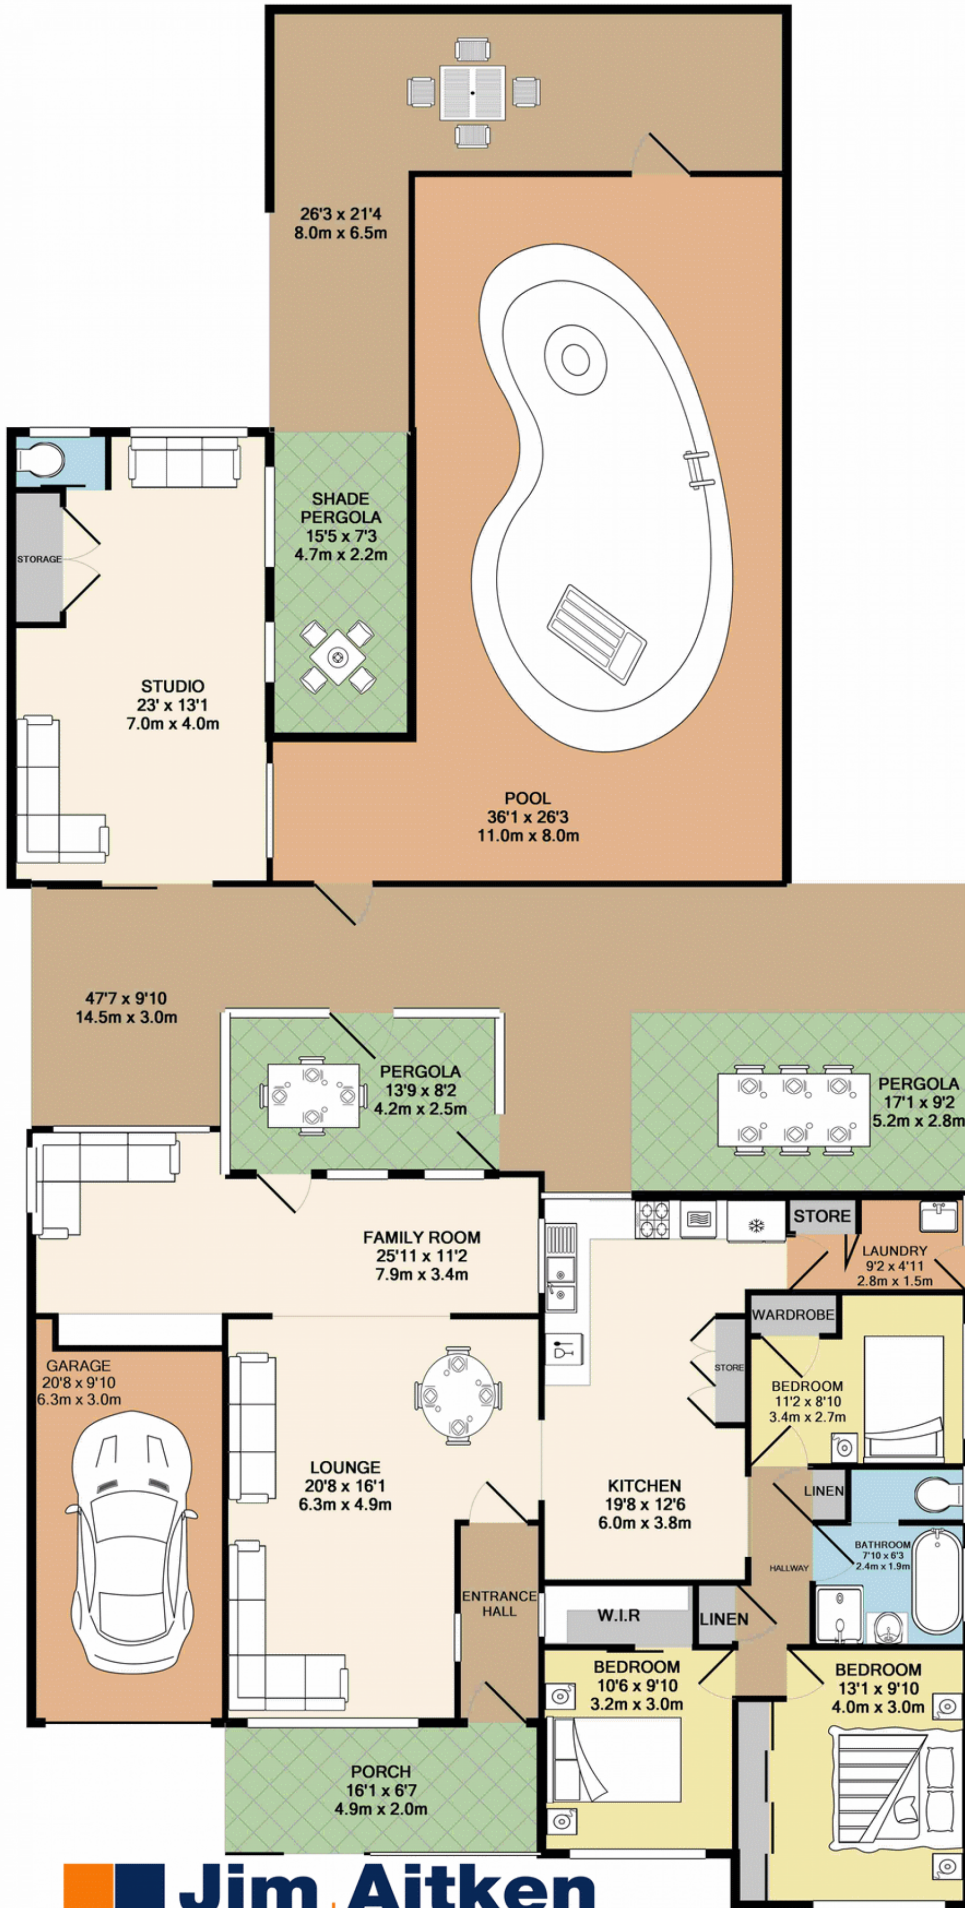 26'3 x 21'4
8.0m x 6.5m
SHADE
PERGOLA
15'5 x 7'3
4.7m x 2.2m
STORAGE
STUDIO
23' x 13'1
7.0m x 4.0m
POOL
36'1 x 26'3
11.0m x 8.0m
47'7 x 9'10
14.5m x 3.0m
PERGOLA
13'9 x 8'2
4.2m x 2.5m
PERGOLA
17'1 x 9'2
5.2m x 2.8m
FAMILY ROOM
25'11 x 11'2
7.9m x 3.4m
STORE
LAUNDRY
9'2 x 4'11
2.8m x 1.5m
WARDROBE
GARAGE
20'8 x 9'10
6.3m x 3.0m
STORE
BEDROOM
11'2 x 8'10
3.4m x 2.7m
LOUNGE
20'8 x 16'1
6.3m x 4.9m
KITCHEN
19'8 x 12'6
6.0m x 3.8m
LINEN
BATHROOM
7'10 x 6'3
2.4m x 1.9m
HALLWAY
ENTRANCE
HALL
W.I.R
LINEN
BEDROOM
10'6 x 9'10
3.2m x 3.0m
BEDROOM
13'1 x 9'10
4.0m x 3.0m
PORCH
16'1 x 6'7
4.9m x 2.0m
Jim Aitken